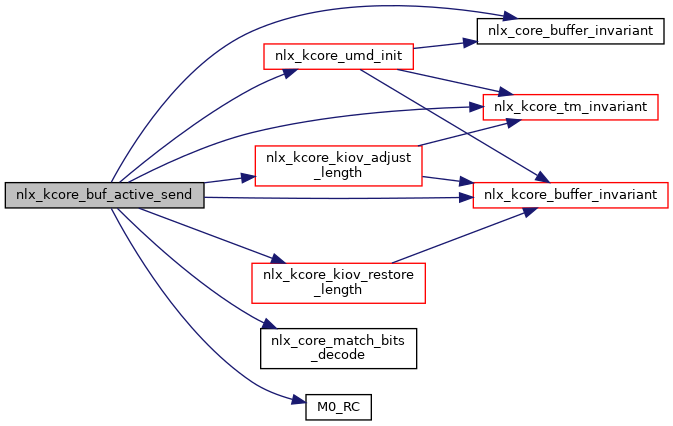 nlx_core_buffer_invariant
nlx_kcore_umd_init
nlx_kcore_tm_invariant
nlx_kcore_kiov_adjust
_length
nlx_kcore_buf_active_send
nlx_kcore_buffer_invariant
nlx_kcore_kiov_restore
_length
nlx_core_match_bits
_decode
M0_RC